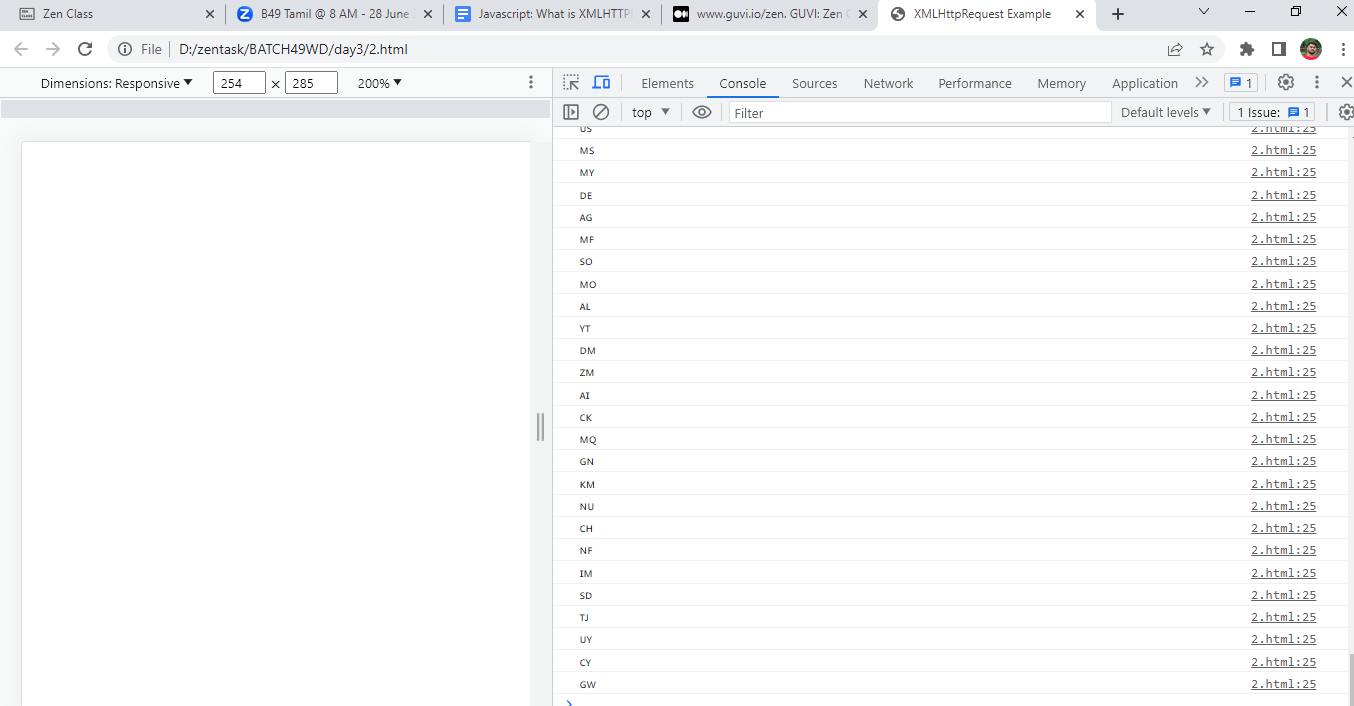 Zen Class
B49 Tamil @ 8 AM - 28 June
Javascript: What is XMLHTTP
www.guvi.io/zen. GUVI: Zen
XMLHttpRequest Example
File D:/zentask/BATCH49WD/day3/2.html
Dimensions: Responsive 254 × 285 200%
Elements Console Sources Network Performance Memory Application 1
top Filter Default levels 1 Issue: 1
US 2.html:25
MS 2.html:25
MY 2.html:25
DE 2.html:25
AG 2.html:25
MF 2.html:25
SO 2.html:25
MO 2.html:25
AL 2.html:25
YT 2.html:25
DM 2.html:25
ZM 2.html:25
AI 2.html:25
CK 2.html:25
MQ 2.html:25
GN 2.html:25
KM 2.html:25
NU 2.html:25
CH 2.html:25
NF 2.html:25
IM 2.html:25
SD 2.html:25
TJ 2.html:25
UY 2.html:25
CY 2.html:25
GW 2.html:25